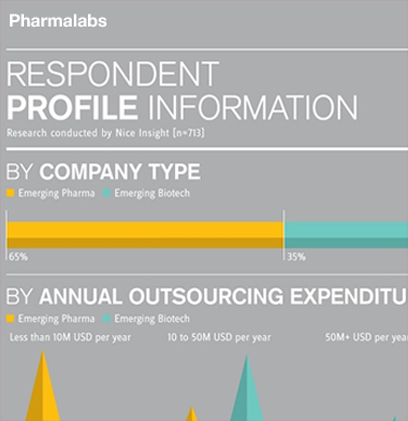 Pharmalabs
RESPONDENT
PROFILE INFORMATION
Research conducted by Nice Insight [n=713]
BY COMPANY TYPE
Emerging Pharma Emerging Biotech
65% 35%
BY ANNUAL OUTSOURCING EXPENDITU
Emerging Pharma Emerging Biotech
Less than 10M USD per year 10 to 50M USD per year 50M+ USD per yea